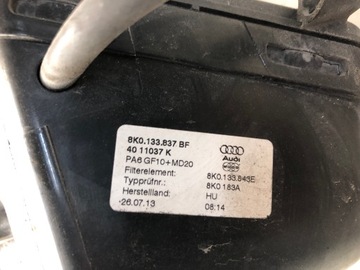 8K0.133.837 BF
40 11037 K
PA6 GF10+MD20
Audi
Filterelement: 8K0.133.843E
Typprüfnr.: 8K0 183A
Herstellland: HU
26.07.13 08:14